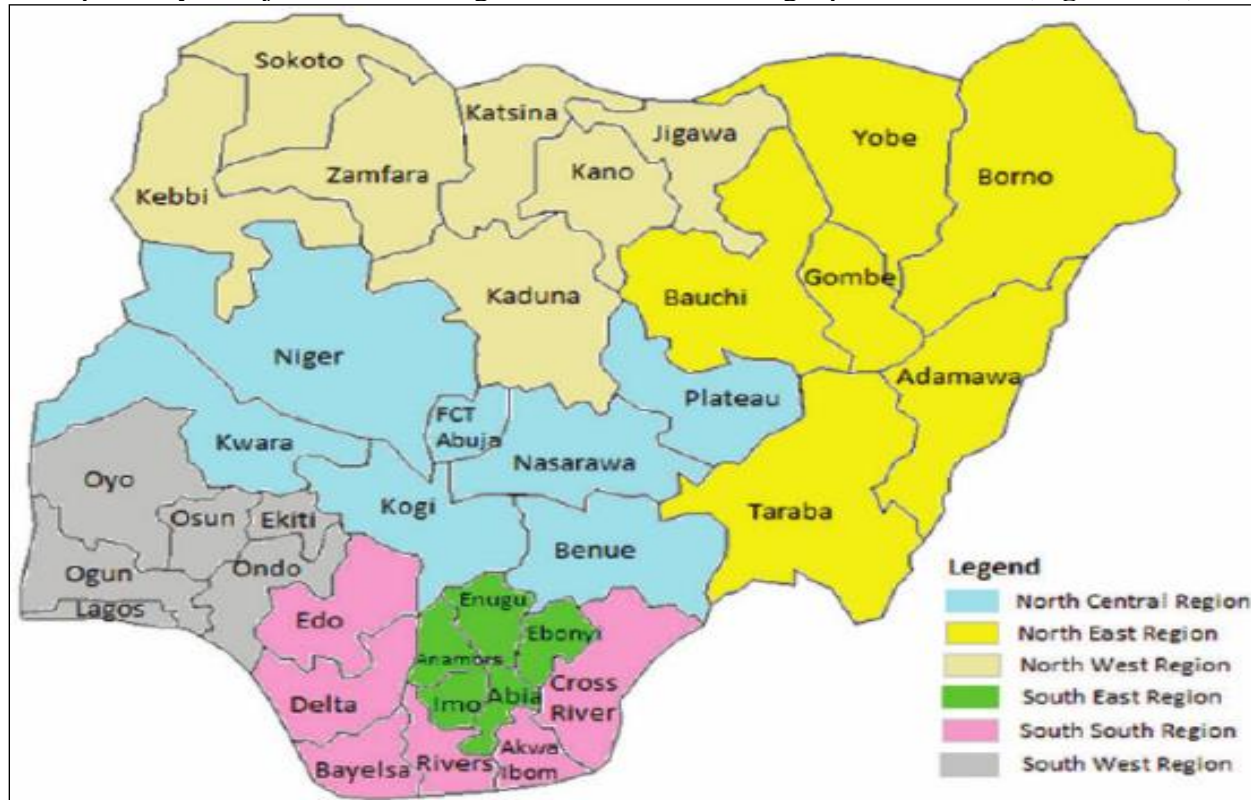 Sokoto
Katsina
Jigawa
Yobe
Kano
Zamfara
Borno
Kebbi
Gombe
Bauchi
Kaduna
Niger
Adamawa
Plateau
FCT
Abuja
Kwara
Nasarawa
Oyo
Kogi
Taraba
Osun
Ekiti
Benue
Ondo
Ogun
Lagos
Enugu
Edo
Ebonyi
Cross
River
Delta
Imo
Abia
Akwa
Ibom
Rivers
Bayelsa
Legend
North Central Region
North East Region
North West Region
South East Region
South South Region
South West Region